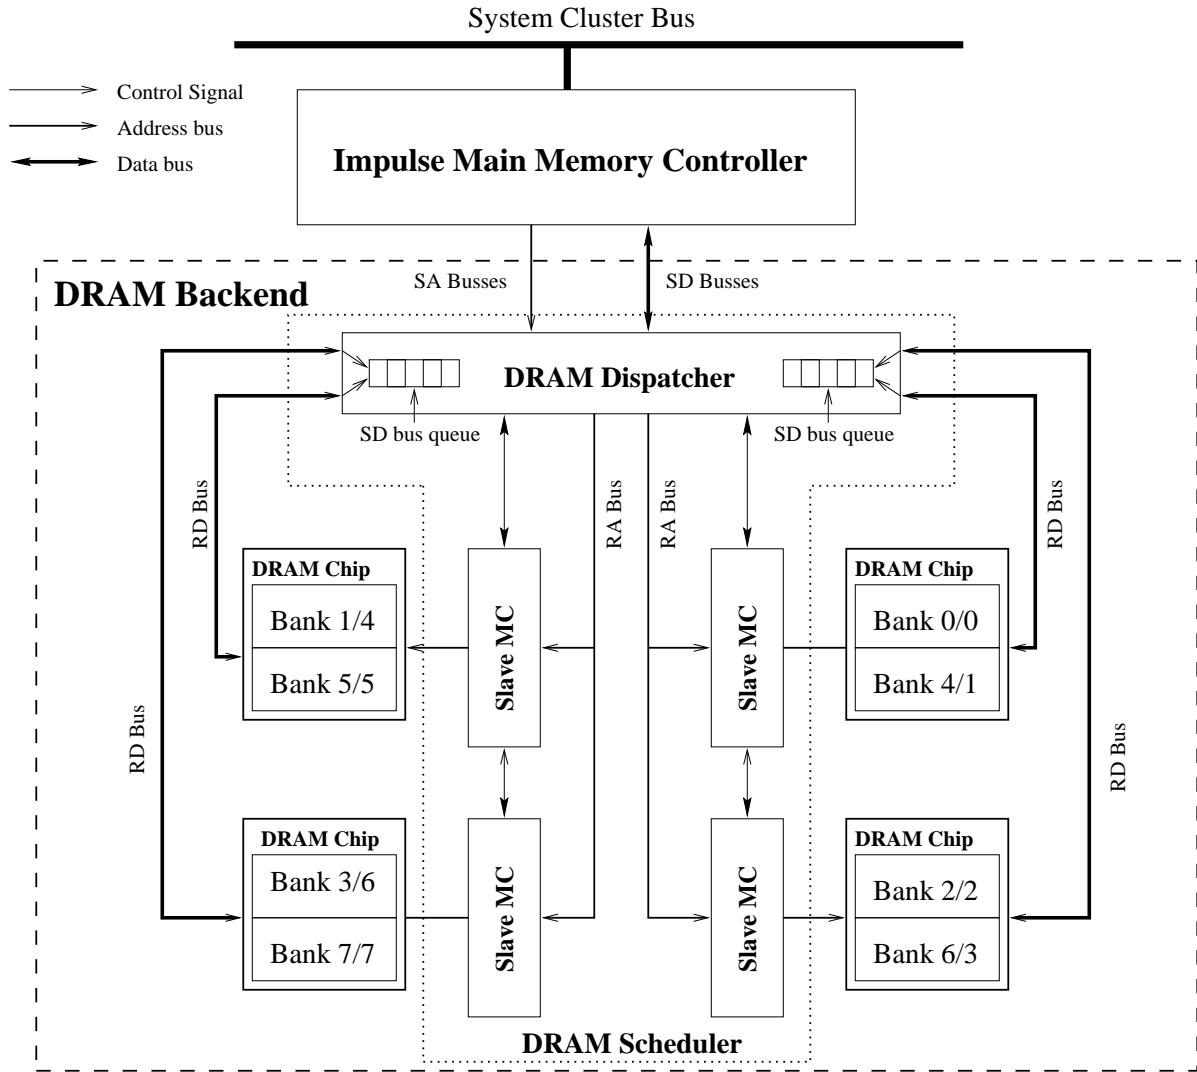 System Cluster Bus
Control Signal
Address bus
Data bus
Impulse Main Memory Controller
SA Busses
SD Busses
DRAM Backend
DRAM Dispatcher
SD bus queue
SD bus queue
RD Bus
RA Bus
RA Bus
RD Bus
DRAM Chip
Bank 1/4
Bank 5/5
Slave MC
Slave MC
DRAM Chip
Bank 0/0
Bank 4/1
RD Bus
RD Bus
DRAM Chip
Bank 3/6
Bank 7/7
Slave MC
Slave MC
DRAM Chip
Bank 2/2
Bank 6/3
DRAM Scheduler